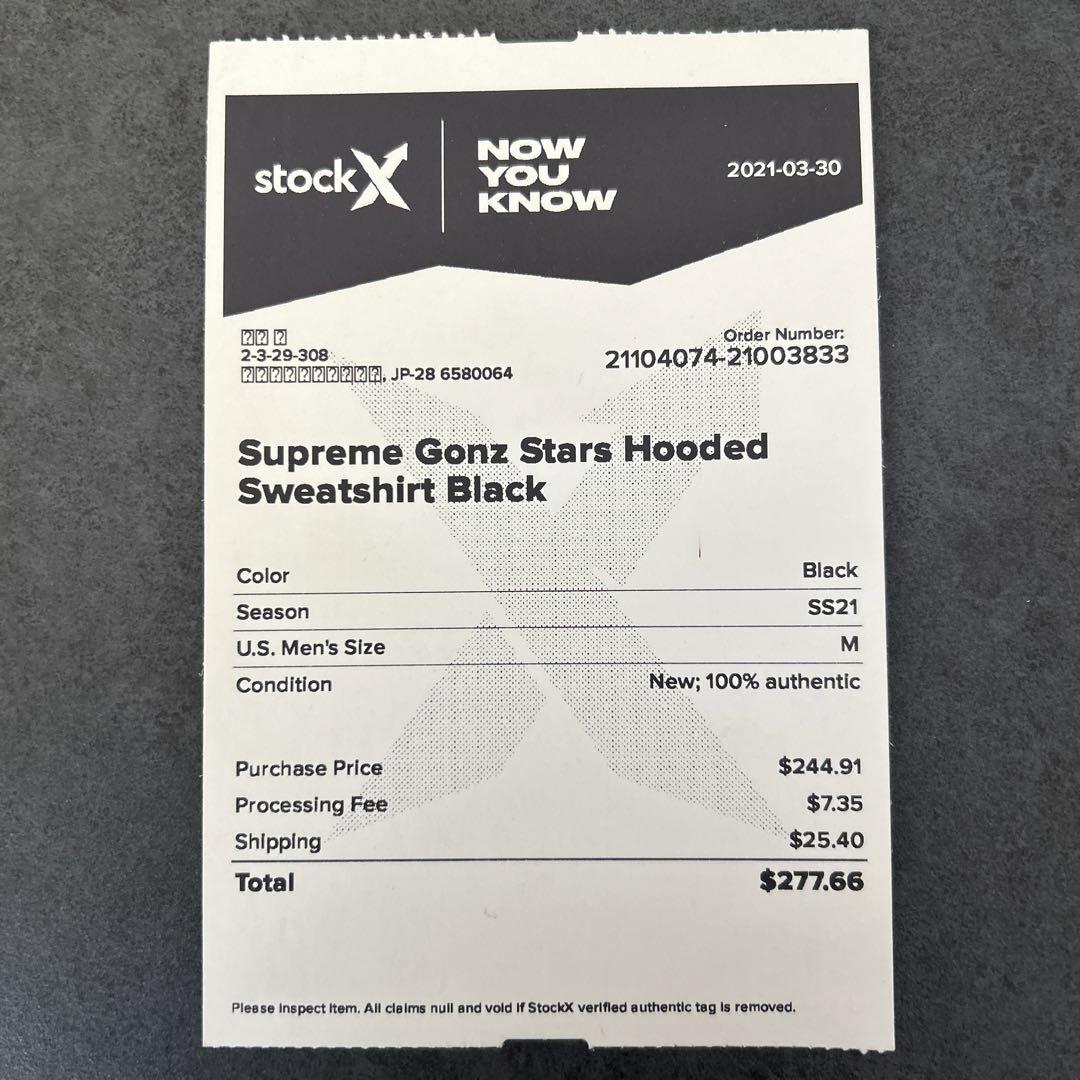 stockX
NOW
YOU
KNOW
2021-03-30
2-3-29-308
, JP-28 6580064
Order Number:
21104074-21003833
Supreme Gonz Stars Hooded
Sweatshirt Black
Color Black
Season SS21
U.S. Men's Size M
Condition New; 100% authentic
Purchase Price $244.91
Processing Fee $7.35
Shipping $25.40
Total $277.66
Please inspect item. All claims null and void if StockX verified authentic tag is removed.